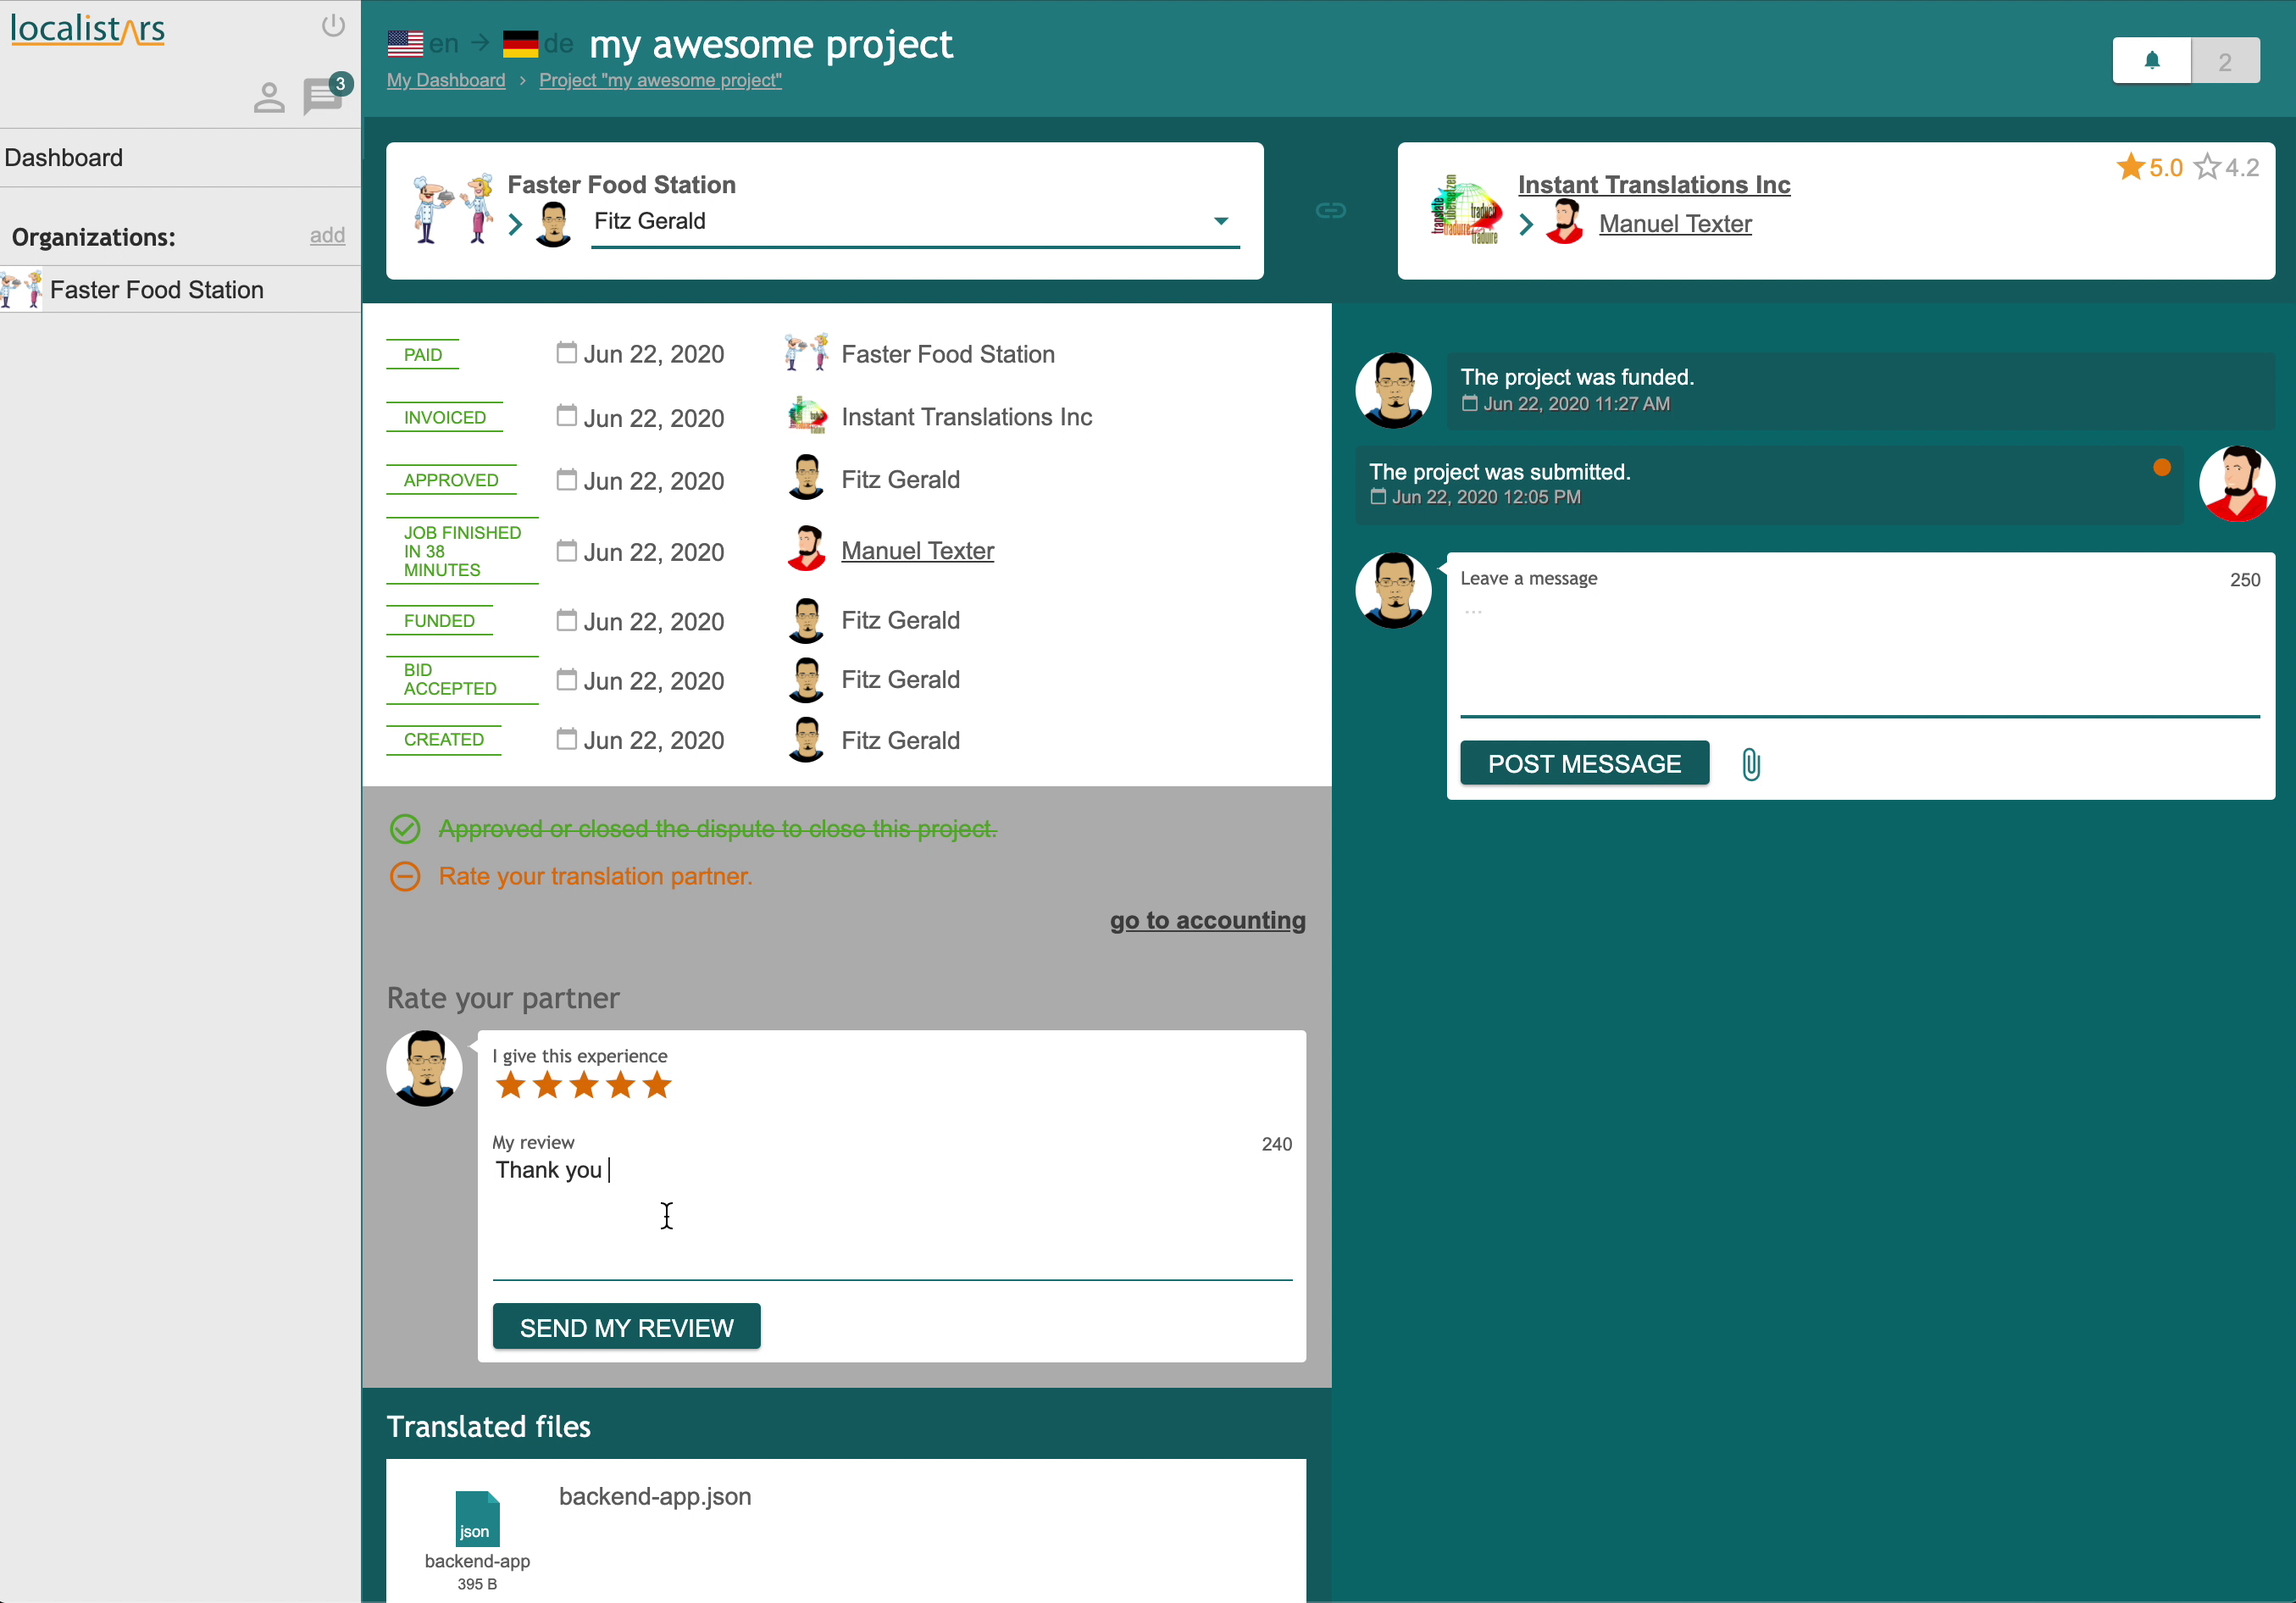 localistars
3
Dashboard
Organizations:
add
Faster Food Station
en → de my awesome project
My Dashboard › Project "my awesome project"
2
Faster Food Station
Fitz Gerald
Instant Translations Inc
Manuel Texter
5.0 4.2
PAID Jun 22, 2020 Faster Food Station
INVOICED Jun 22, 2020 Instant Translations Inc
APPROVED Jun 22, 2020 Fitz Gerald
JOB FINISHED
IN 38
MINUTES
Jun 22, 2020 Manuel Texter
FUNDED Jun 22, 2020 Fitz Gerald
BID
ACCEPTED
Jun 22, 2020 Fitz Gerald
CREATED Jun 22, 2020 Fitz Gerald
Approved or closed the dispute to close this project.
Rate your translation partner.
go to accounting
Rate your partner
I give this experience
My review 240
Thank you
SEND MY REVIEW
Translated files
json
backend-app
395 B
backend-app.json
The project was funded.
Jun 22, 2020 11:27 AM
The project was submitted.
Jun 22, 2020 12:05 PM
Leave a message 250
...
POST MESSAGE